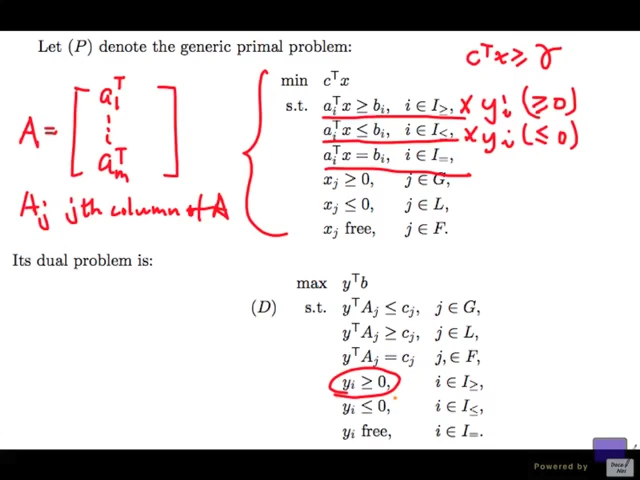 Let (P) denote the generic primal problem:
cᵀx ≥ γ
min cᵀx
s.t. aᵢᵀx ≥ bᵢ, i ∈ I≥, × yᵢ (≥0)
aᵢᵀx ≤ bᵢ, i ∈ I≤, × yᵢ (≤0)
aᵢᵀx = bᵢ, i ∈ I=,
xⱼ ≥ 0, j ∈ G,
xⱼ ≤ 0, j ∈ L,
xⱼ free, j ∈ F.
A = [ a₁ᵀ
⋮
aₘᵀ ]
Aⱼ jth column of A
Its dual problem is:
max yᵀb
(D) s.t. yᵀAⱼ ≤ cⱼ, j ∈ G,
yᵀAⱼ ≥ cⱼ, j ∈ L,
yᵀAⱼ = cⱼ j, ∈ F,
yᵢ ≥ 0, i ∈ I≥,
yᵢ ≤ 0, i ∈ I≤,
yᵢ free, i ∈ I=.
Powered by